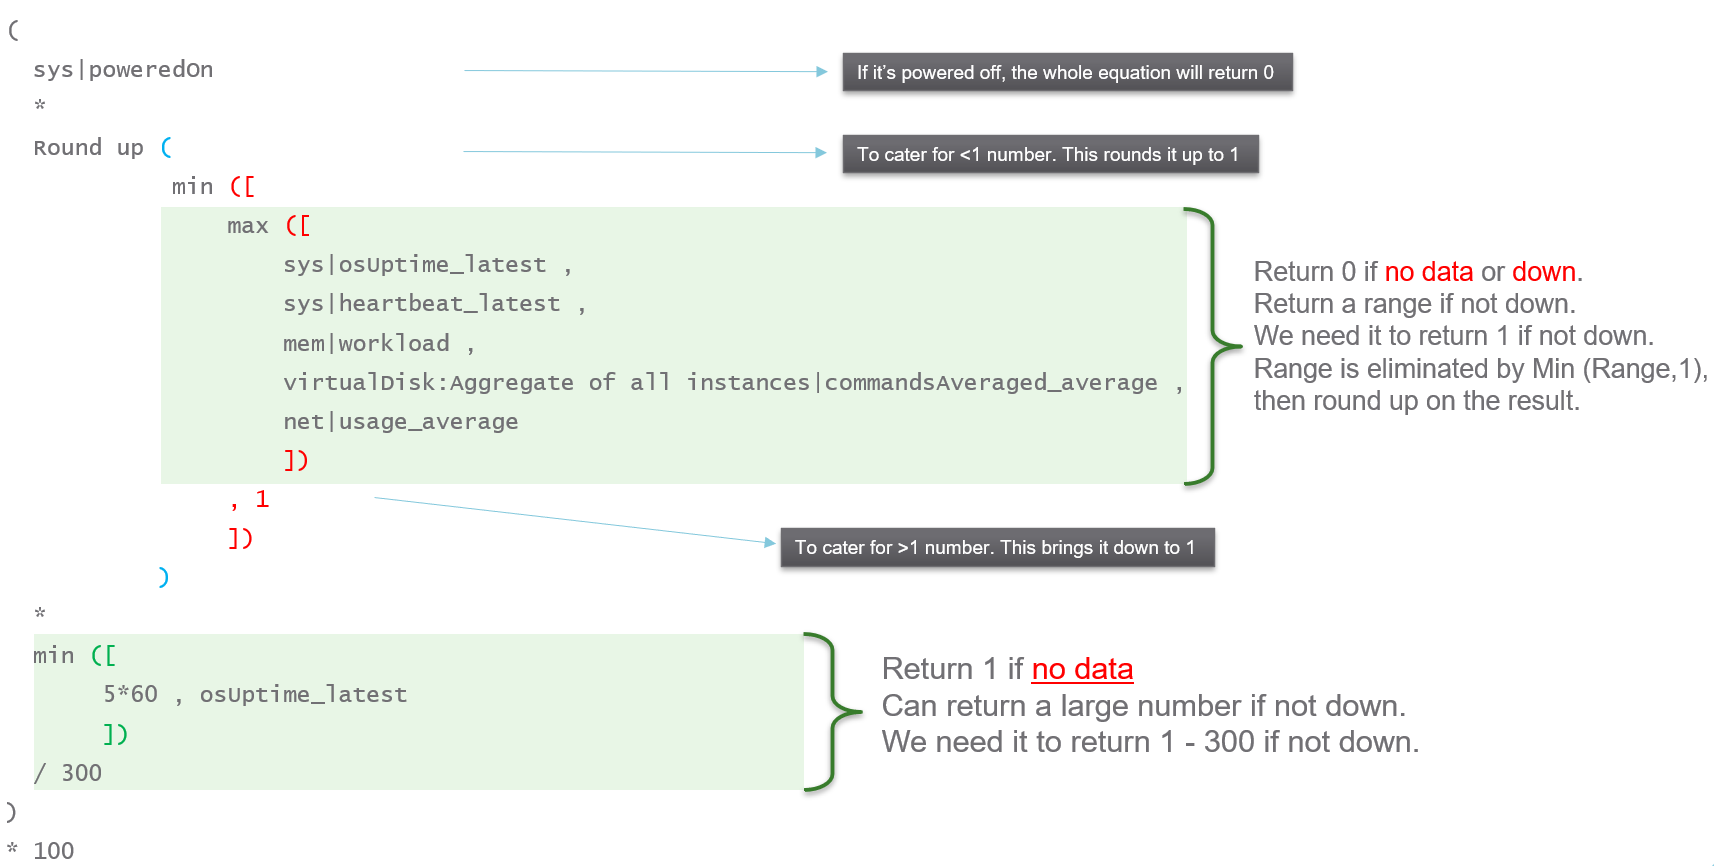 (
sys|poweredOn
If it's powered off, the whole equation will return 0
*
Round up (
To cater for <1 number. This rounds it up to 1
min ([
max ([
sys|osUptime_latest ,
sys|heartbeat_latest ,
mem|workload ,
virtualDisk:Aggregate of all instances|commandsAveraged_average ,
net|usage_average
])
Return 0 if no data or down.
Return a range if not down.
We need it to return 1 if not down.
Range is eliminated by Min (Range,1),
then round up on the result.
, 1
])
To cater for >1 number. This brings it down to 1
)
*
min ([
5*60 , osUptime_latest
])
/ 300
Return 1 if no data
Can return a large number if not down.
We need it to return 1 - 300 if not down.
)
* 100